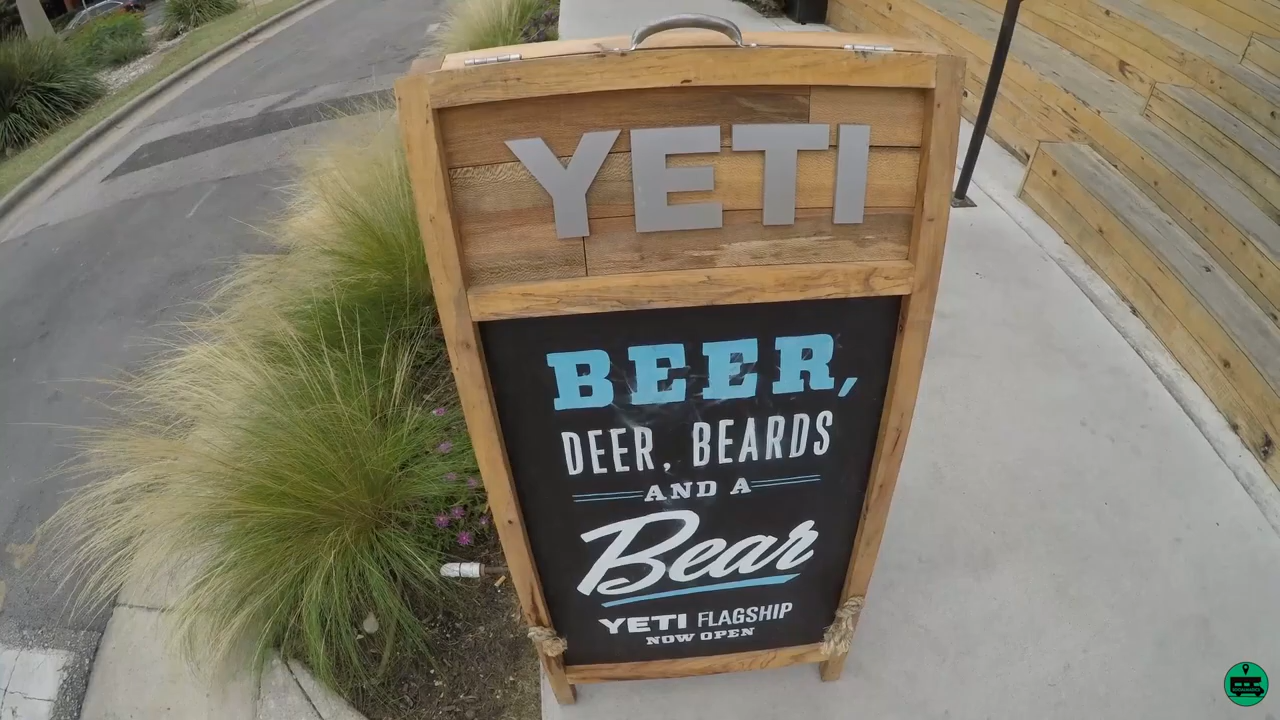 YETI
BEER,
DEER, BEARDS
AND A
Bear
YETI FLAGSHIP
NOW OPEN